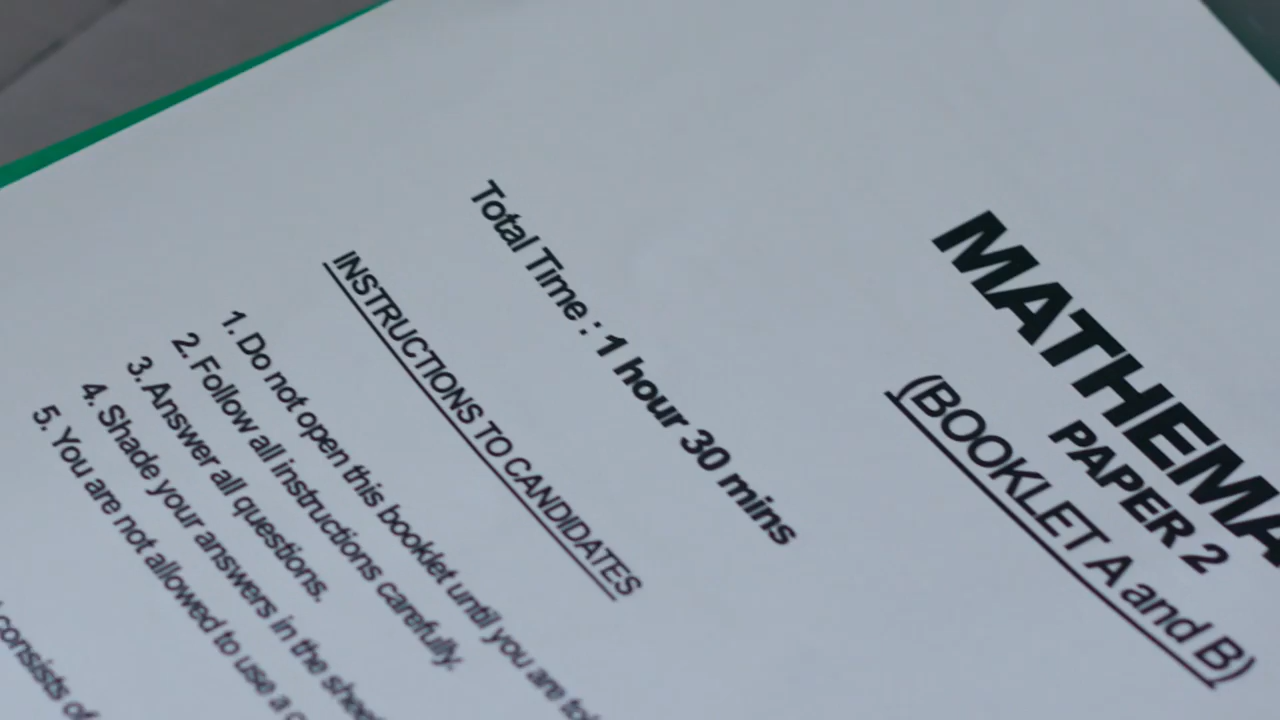 MATHEMA
PAPER 2
(BOOKLET A and B)
Total Time : 1 hour 30 mins
INSTRUCTIONS TO CANDIDATES
1. Do not open this booklet until you are tol
2. Follow all instructions carefully.
3. Answer all questions.
4. Shade your answers in the shee
5. You are not allowed to use a c
consists of